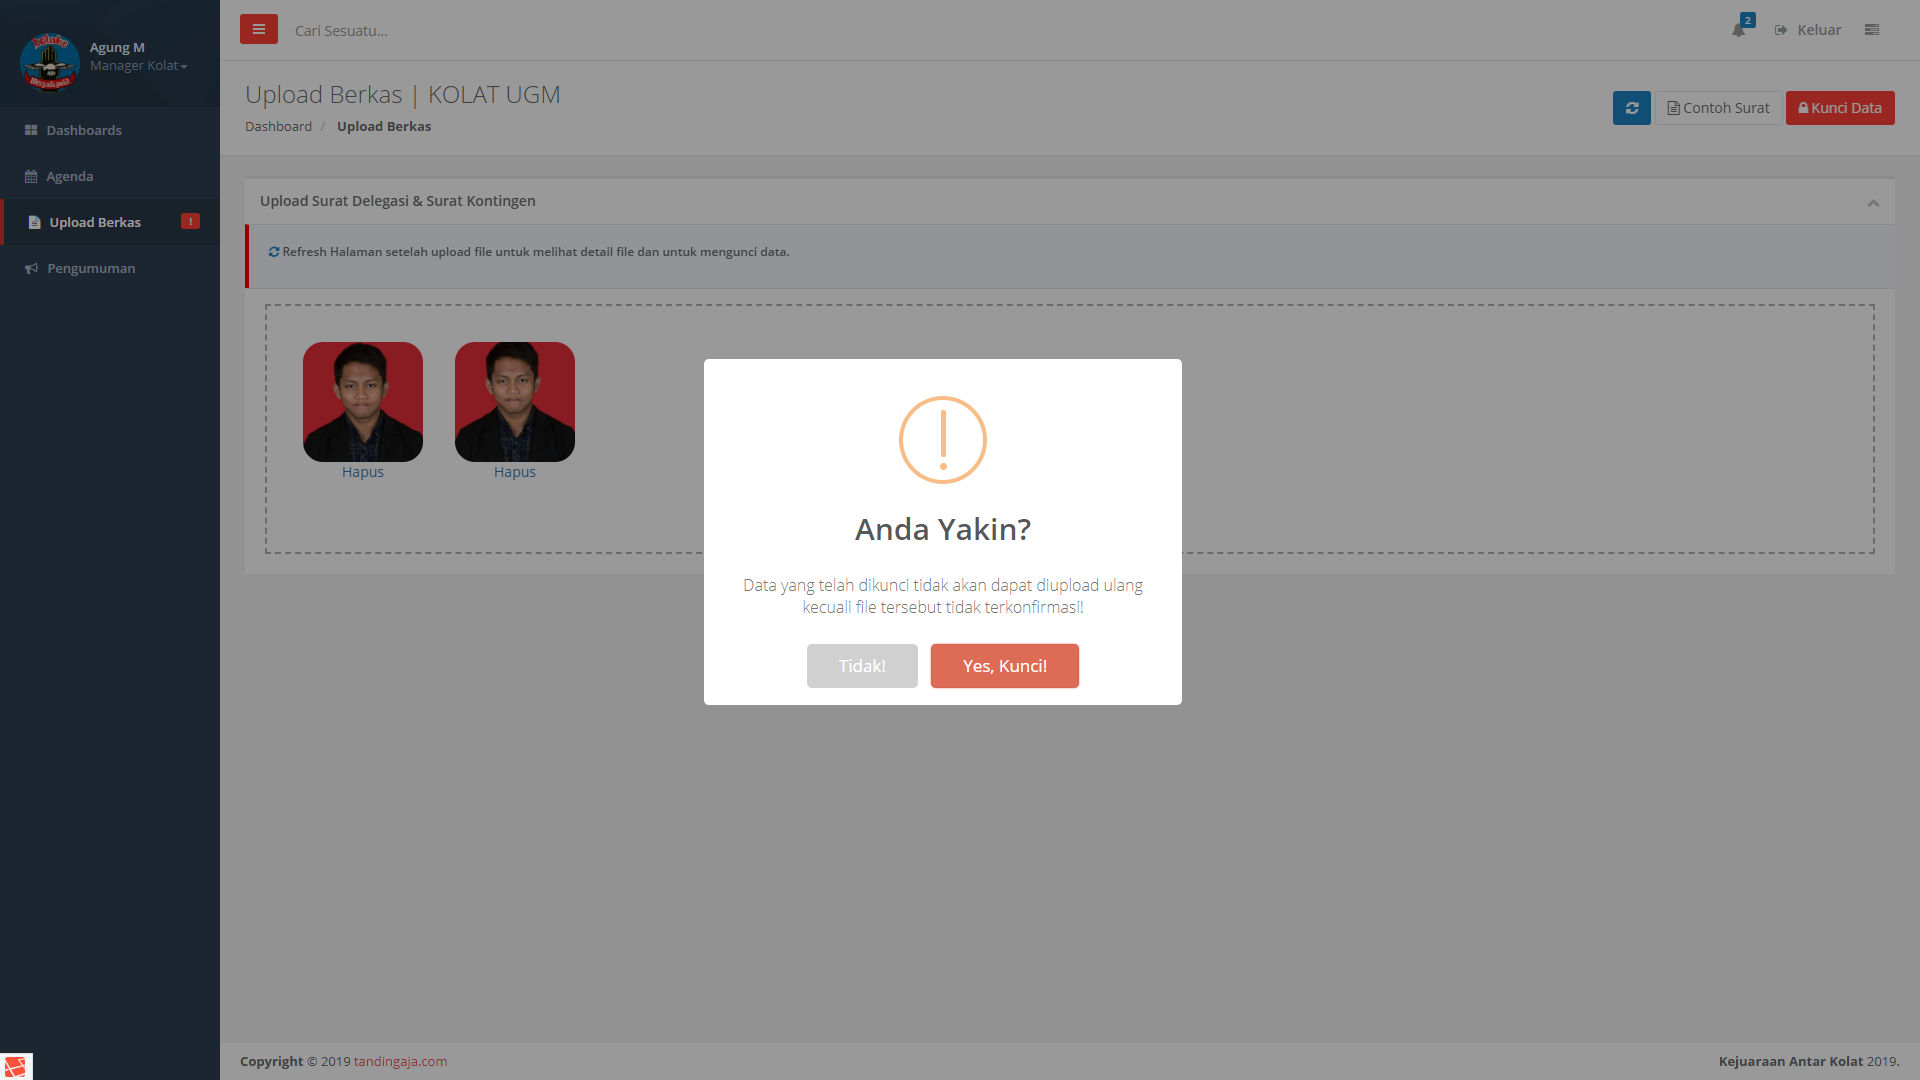 Agung M
Manager Kolat
Dashboards
Agenda
Upload Berkas
!
Pengumuman
Cari Sesuatu...
2
Keluar
Upload Berkas | KOLAT UGM
Dashboard / Upload Berkas
Contoh Surat
Kunci Data
Upload Surat Delegasi & Surat Kontingen
Refresh Halaman setelah upload file untuk melihat detail file dan untuk mengunci data.
Hapus
Hapus
Anda Yakin?
Data yang telah dikunci tidak akan dapat diupload ulang
kecuali file tersebut tidak terkonfirmasi!
Tidak!
Yes, Kunci!
Copyright © 2019 tandingaja.com
Kejuaraan Antar Kolat 2019.